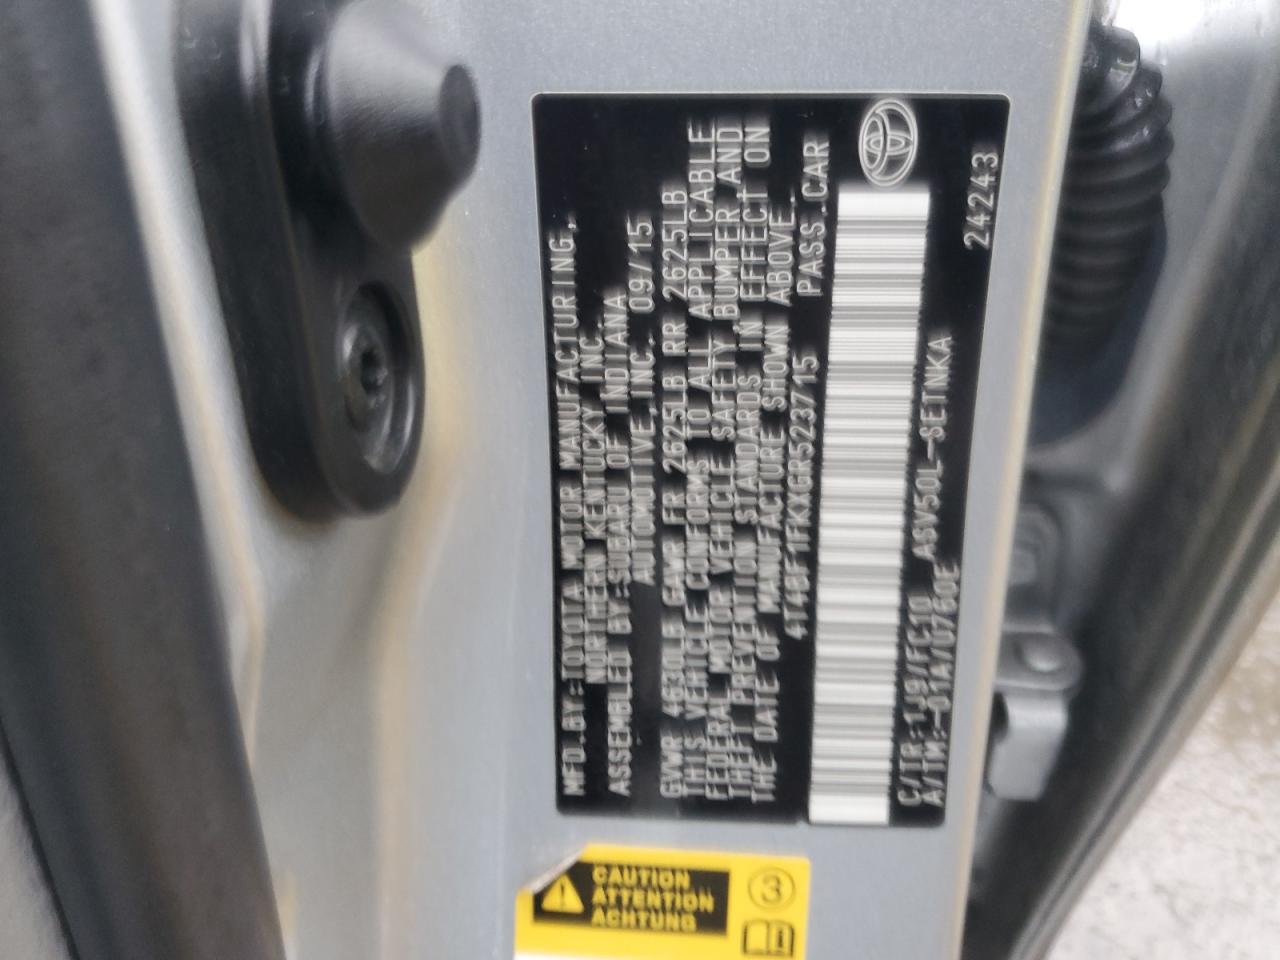 MFD.BY:TOYOTA MOTOR MANUFACTURING,
NORTHERN KENTUCKY, INC.
ASSEMBLED BY:SUBARU OF INDIANA
AUTOMOTIVE,INC. 09/15
GVWR 4630LB GAWR FR 2625LB RR 2625LB
THIS VEHICLE CONFORMS TO ALL APPLICABLE
FEDERAL MOTOR VEHICLE SAFETY,BUMPER,AND
THEFT PREVENTION STANDARDS IN EFFECT ON
THE DATE OF MANUFACTURE SHOWN ABOVE.
4T4BF1FKXGR523715 PASS.CAR
C/TR:1J9/FC10 ASV50L-SETNKA 24243
A/TM:-01A/U760E
CAUTION
ATTENTION
ACHTUNG
3